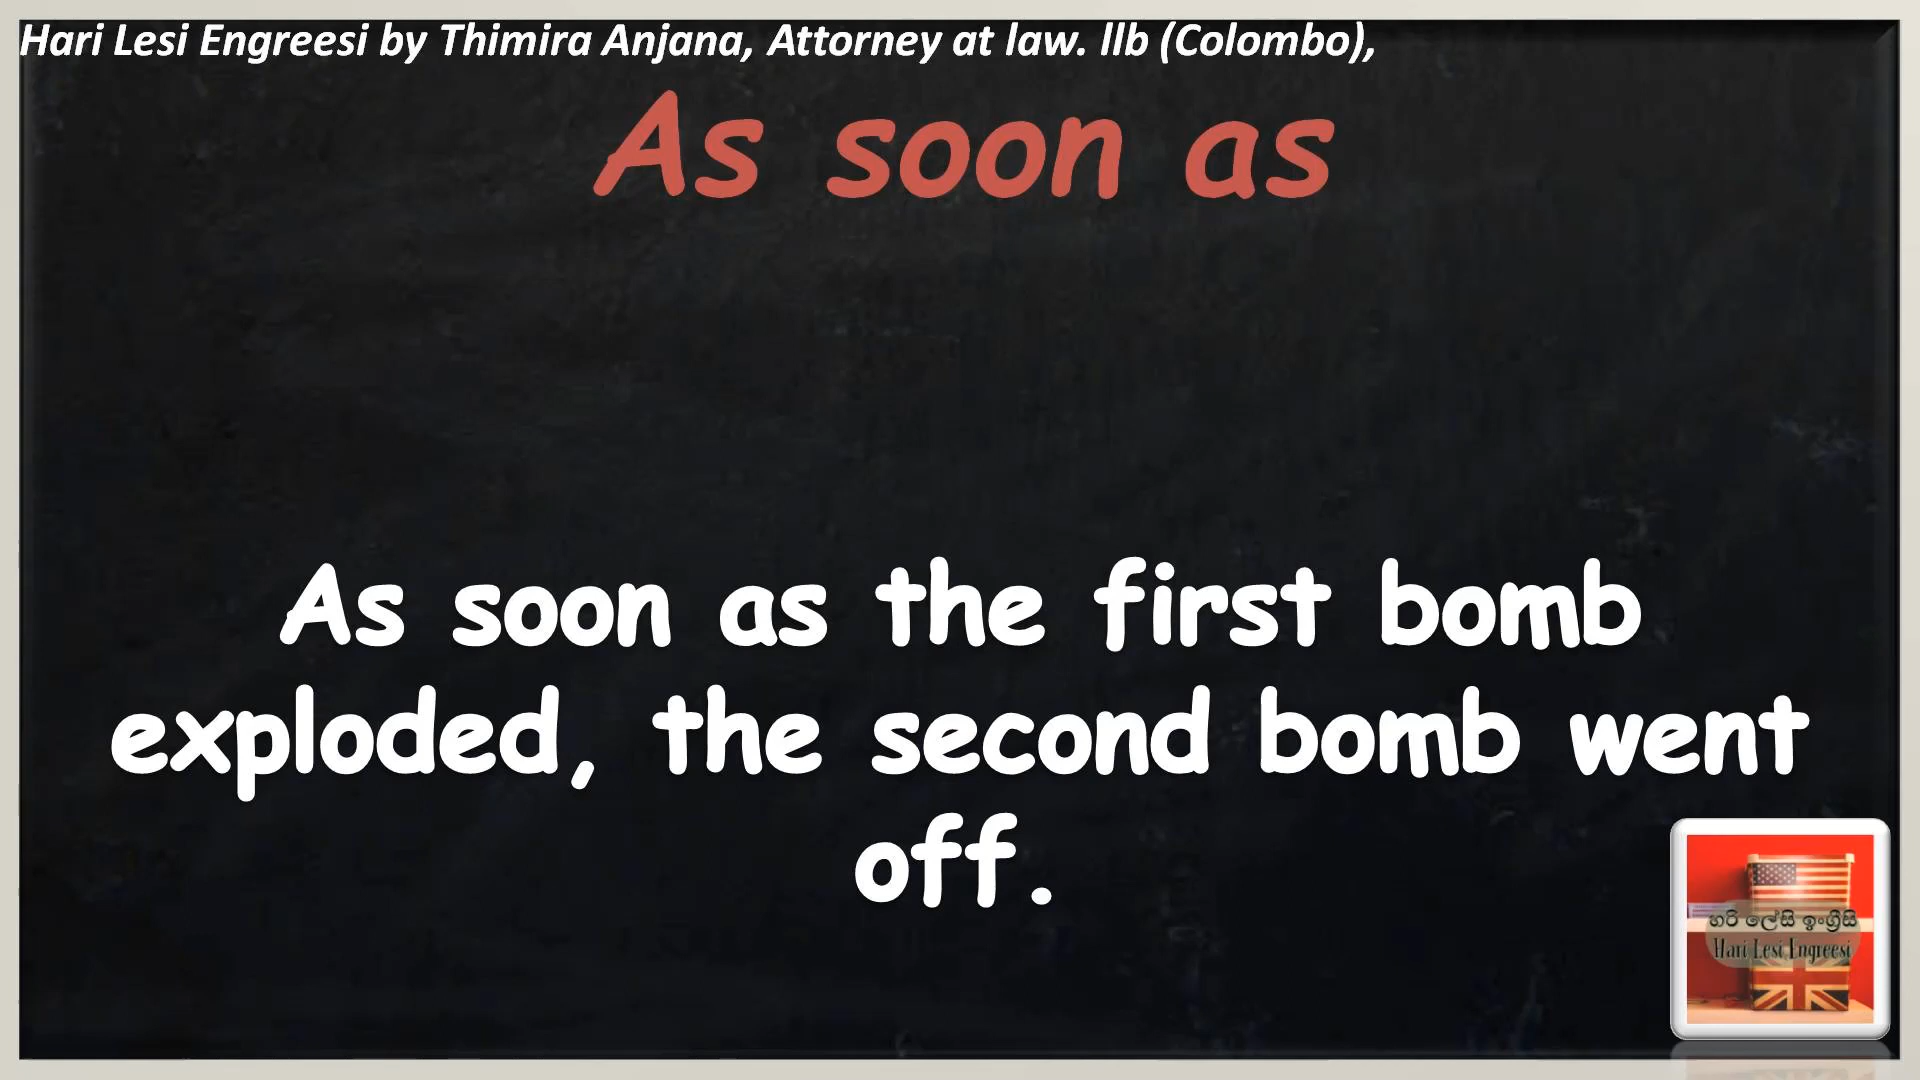 Hari Lesi Engreesi by Thimira Anjana, Attorney at law. llb (Colombo),
As soon as
As soon as the first bomb
exploded, the second bomb went
off.
හරි ලේසි ඉංග්‍රීසි
Hari Lesi Engreesi